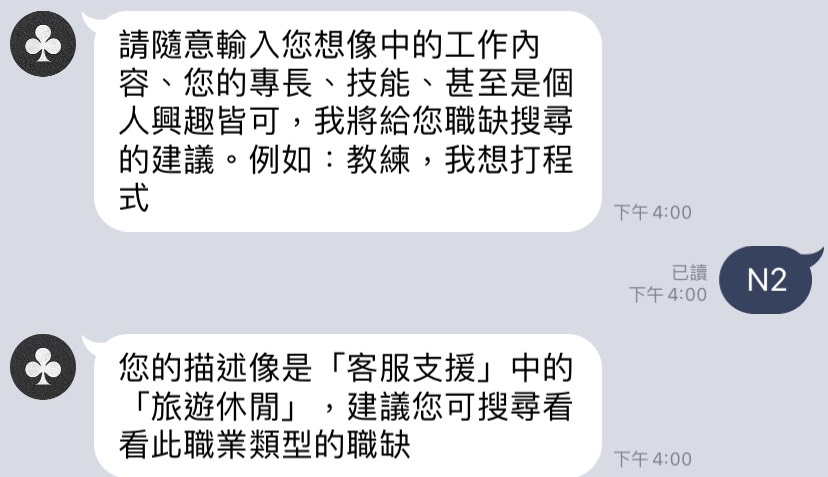 請隨意輸入您想像中的工作內
容、您的專長、技能、甚至是個
人興趣皆可，我將給您職缺搜尋
的建議。例如：教練，我想打程
式
下午 4:00
已讀
下午 4:00
N2
您的描述像是「客服支援」中的
「旅遊休閒」，建議您可搜尋看
看此職業類型的職缺
下午 4:00